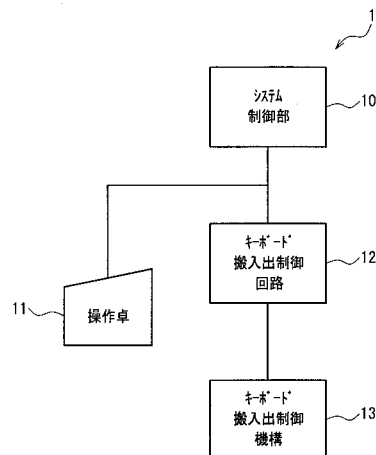 1
ｼｽﾃﾑ
制御部
10
ｷｰﾎﾞｰﾄﾞ
搬入出制御
回路
12
11
操作卓
ｷｰﾎﾞｰﾄﾞ
搬入出制御
機構
13